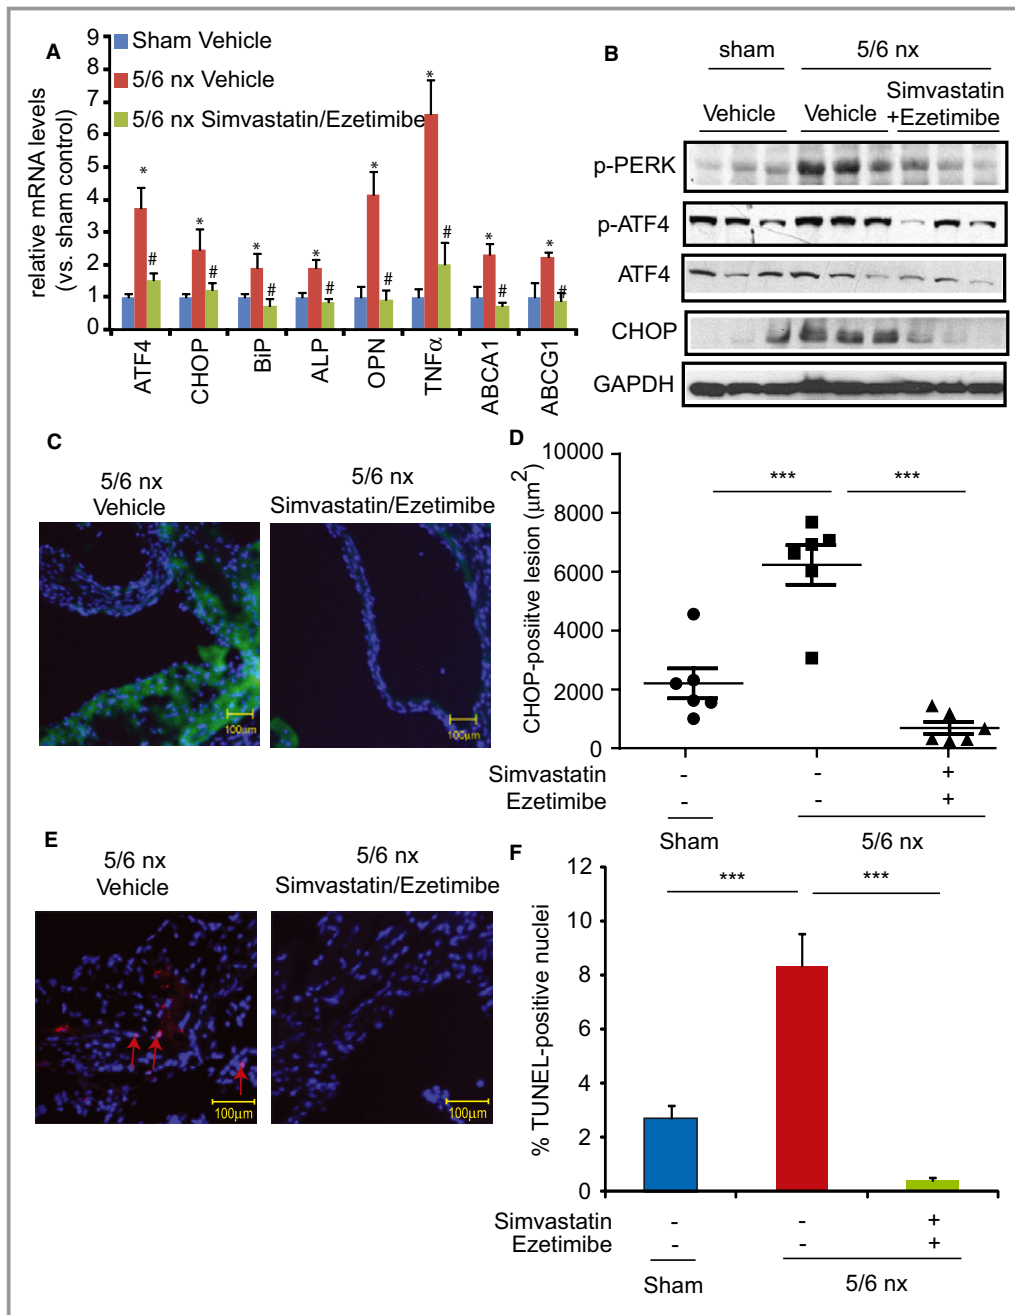 A
9
8
7
6
5
4
3
2
1
0
relative mRNA levels
(vs. sham control)
Sham Vehicle
5/6 nx Vehicle
5/6 nx Simvastatin/Ezetimibe
*
#
*
#
*
#
*
#
*
#
*
#
*
#
*
#
ATF4
CHOP
BiP
ALP
OPN
TNFα
ABCA1
ABCG1
B
sham
5/6 nx
Vehicle
Vehicle
Simvastatin
+Ezetimibe
p-PERK
p-ATF4
ATF4
CHOP
GAPDH
C
5/6 nx
Vehicle
5/6 nx
Simvastatin/Ezetimibe
100µm
100µm
D
CHOP-posiitve lesion (µm²)
10000
8000
6000
4000
2000
0
***
***
Simvastatin - - +
Ezetimibe - - +
Sham
5/6 nx
E
5/6 nx
Vehicle
5/6 nx
Simvastatin/Ezetimibe
100µm
100µm
F
% TUNEL-positive nuclei
12
10
8
6
4
2
0
***
***
Simvastatin - - +
Ezetimibe - - +
Sham
5/6 nx